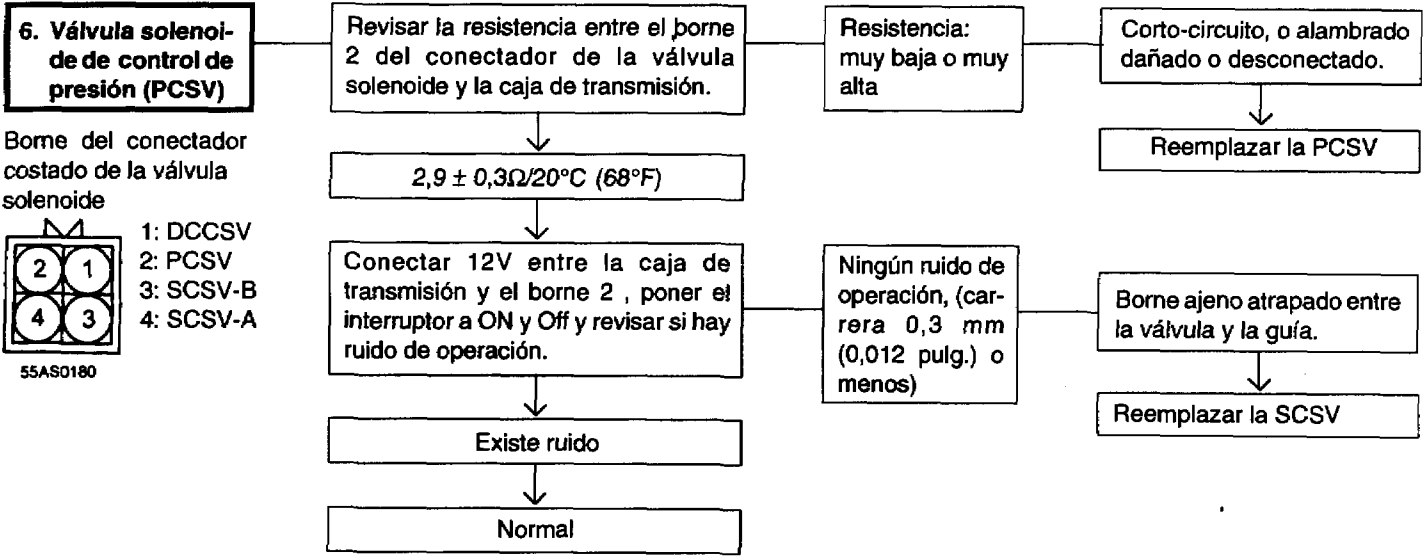 6. Válvula solenoi-
de de control de
presión (PCSV)
Revisar la resistencia entre el borne
2 del conectador de la válvula
solenoide y la caja de transmisión.
Resistencia:
muy baja o muy
alta
Corto-circuito, o alambrado
dañado o desconectado.
Reemplazar la PCSV
Borne del conectador
costado de la válvula
solenoide
2 1
4 3
1: DCCSV
2: PCSV
3: SCSV-B
4: SCSV-A
55AS0180
2,9 ± 0,3Ω/20°C (68°F)
Conectar 12V entre la caja de
transmisión y el borne 2 , poner el
interruptor a ON y Off y revisar si hay
ruido de operación.
Ningún ruido de
operación, (car-
rera 0,3 mm
(0,012 pulg.) o
menos)
Borne ajeno atrapado entre
la válvula y la guía.
Reemplazar la SCSV
Existe ruido
Normal